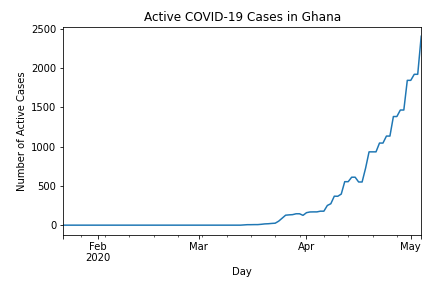 Active COVID-19 Cases in Ghana
2500
2000
1500
1000
500
0
Number of Active Cases
Feb
2020
Mar
Apr
May
Day